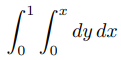 ∫₀¹ ∫₀ˣ dy dx